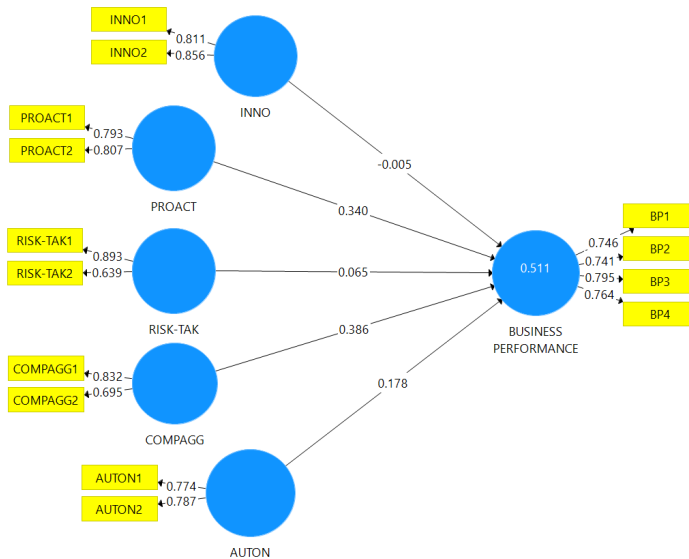 INNO1
0.811
INNO2
0.856
INNO
PROACT1
0.793
PROACT2
0.807
PROACT
RISK-TAK1
0.893
RISK-TAK2
0.639
RISK-TAK
COMPAGG1
0.832
COMPAGG2
0.695
COMPAGG
AUTON1
0.774
AUTON2
0.787
AUTON
-0.005
0.340
0.065
0.386
0.178
0.511
BUSINESS
PERFORMANCE
BP1
0.746
BP2
0.741
BP3
0.795
BP4
0.764